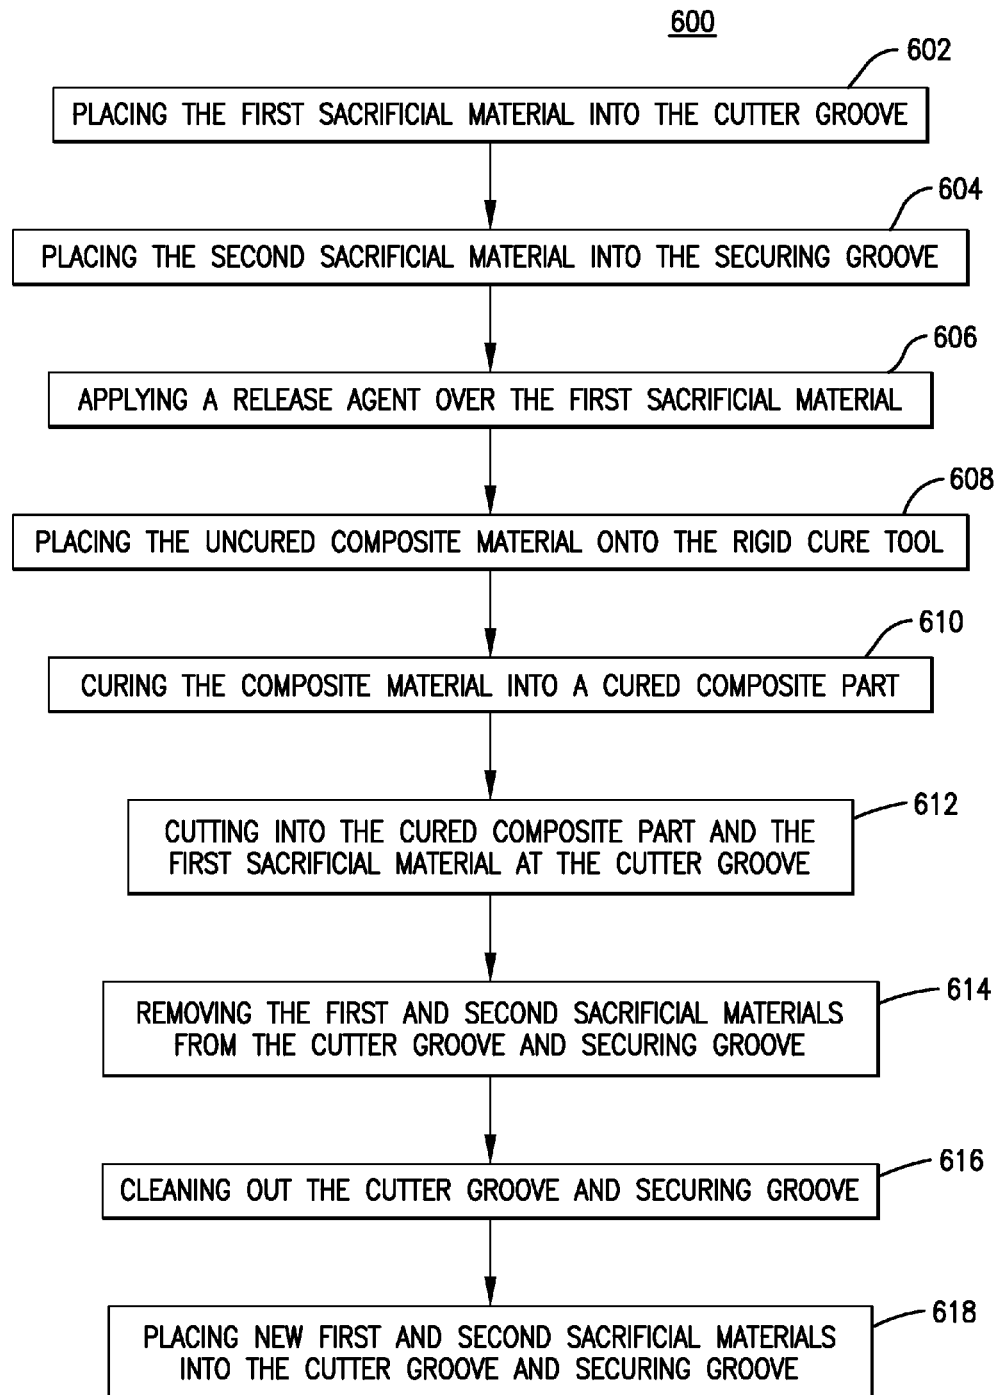 600
602
PLACING THE FIRST SACRIFICIAL MATERIAL INTO THE CUTTER GROOVE
604
PLACING THE SECOND SACRIFICIAL MATERIAL INTO THE SECURING GROOVE
606
APPLYING A RELEASE AGENT OVER THE FIRST SACRIFICIAL MATERIAL
608
PLACING THE UNCURED COMPOSITE MATERIAL ONTO THE RIGID CURE TOOL
610
CURING THE COMPOSITE MATERIAL INTO A CURED COMPOSITE PART
612
CUTTING INTO THE CURED COMPOSITE PART AND THE
FIRST SACRIFICIAL MATERIAL AT THE CUTTER GROOVE
614
REMOVING THE FIRST AND SECOND SACRIFICIAL MATERIALS
FROM THE CUTTER GROOVE AND SECURING GROOVE
616
CLEANING OUT THE CUTTER GROOVE AND SECURING GROOVE
618
PLACING NEW FIRST AND SECOND SACRIFICIAL MATERIALS
INTO THE CUTTER GROOVE AND SECURING GROOVE